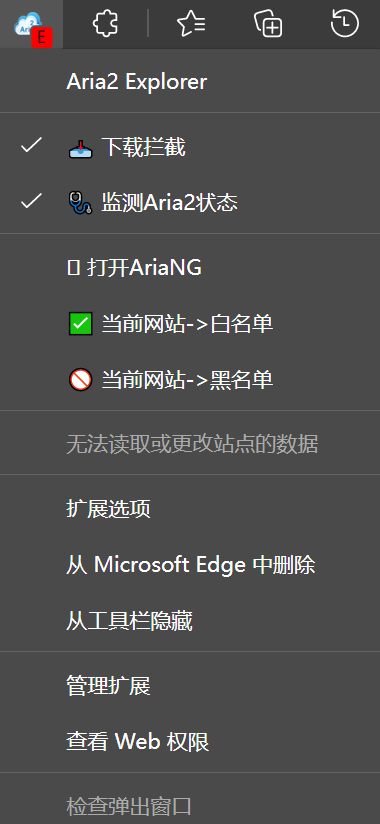 Aria2
E
Aria2 Explorer
下载拦截
监测Aria2状态
打开AriaNG
当前网站->白名单
当前网站->黑名单
无法读取或更改站点的数据
扩展选项
从 Microsoft Edge 中删除
从工具栏隐藏
管理扩展
查看 Web 权限
检查弹出窗口